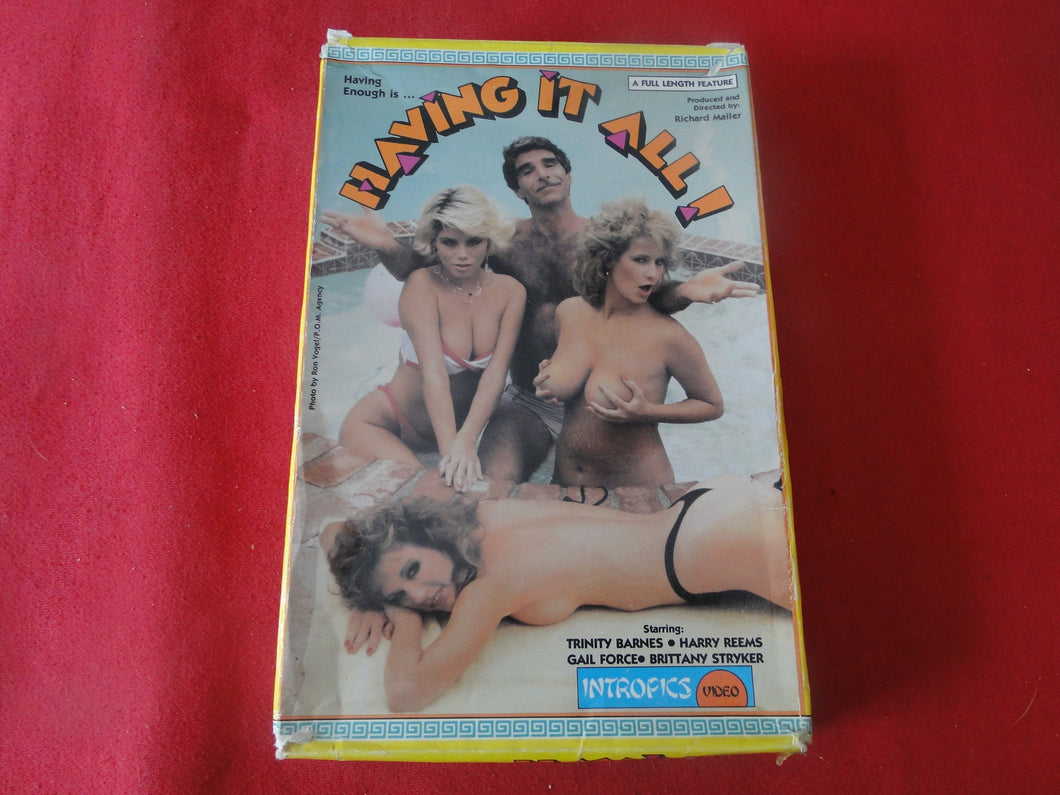 Having
Enough is ...
HAVING IT ALL!
A FULL LENGTH FEATURE
Produced and
Directed by:
Richard Mailer
Photo by Ron Vogel/P.O.M. Agency
Starring:
TRINITY BARNES • HARRY REEMS
GAIL FORCE• BRITTANY STRYKER
INTROPICS VIDEO